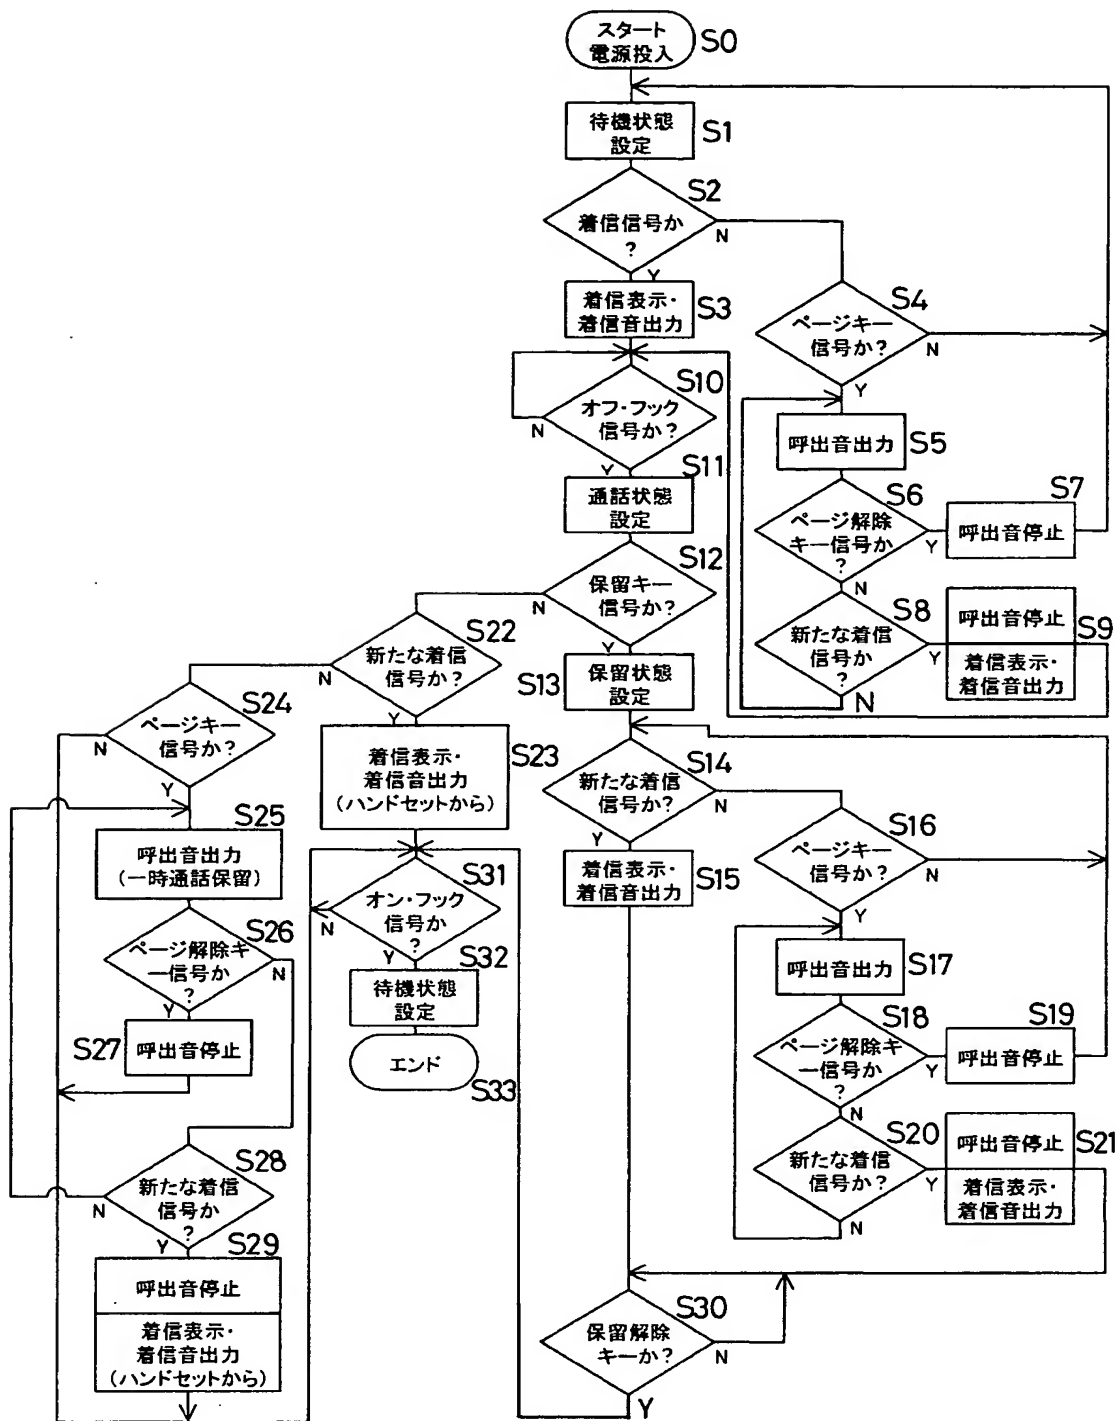 スタート
電源投入
S0
待機状態
設定
S1
S2
着信信号か
?
N
Y
着信表示・
着信音出力
S3
S4
ページキー
信号か?
N
Y
S10
オフ・フック
信号か?
N
Y
呼出音出力
S5
S11
通話状態
設定
S6
ページ解除
キー信号か
?
Y
N
S7
呼出音停止
S12
保留キー
信号か?
N
Y
S8
新たな着信
信号か
?
Y
N
呼出音停止
着信表示・
着信音出力
S9
S22
新たな着信
信号か?
N
Y
S13
保留状態
設定
S24
ページキー
信号か?
N
Y
着信表示・
着信音出力
(ハンドセットから)
S23
S14
新たな着信
信号か?
N
Y
S25
呼出音出力
(一時通話保留)
着信表示・
着信音出力
S15
S16
ページキー
信号か?
N
Y
S31
オン・フック
信号か
?
N
Y
S26
ページ解除キ
ー信号か
?
N
Y
S32
待機状態
設定
呼出音出力
S17
S27
呼出音停止
エンド
S33
S18
ページ解除キ
ー信号か
?
Y
N
S19
呼出音停止
S28
新たな着信
信号か
?
N
Y
S20
新たな着信
信号か?
Y
N
呼出音停止
着信表示・
着信音出力
S21
S29
呼出音停止
着信表示・
着信音出力
(ハンドセットから)
S30
保留解除
キーか?
N
Y